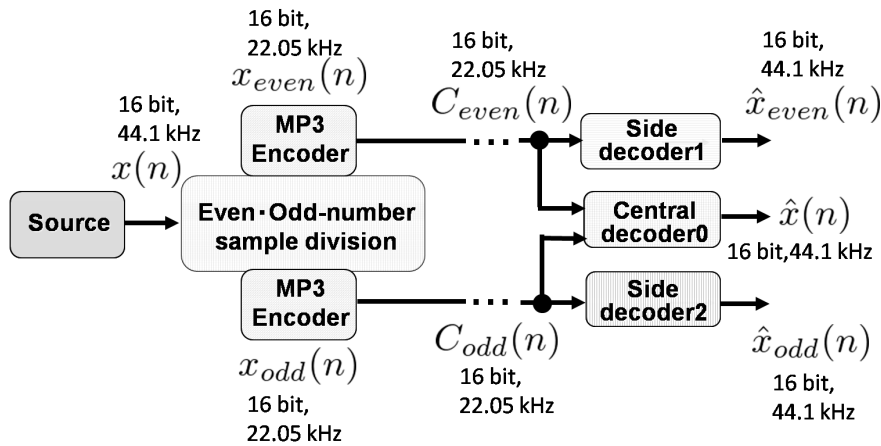 16 bit,
22.05 kHz
x_even(n)
16 bit,
44.1 kHz
x(n)
Source
MP3
Encoder
Even･Odd-number
sample division
MP3
Encoder
x_odd(n)
16 bit,
22.05 kHz
16 bit,
22.05 kHz
C_even(n)
C_odd(n)
16 bit,
22.05 kHz
Side
decoder1
Central
decoder0
Side
decoder2
16 bit,
44.1 kHz
x̂_even(n)
x̂(n)
16 bit,44.1 kHz
x̂_odd(n)
16 bit,
44.1 kHz